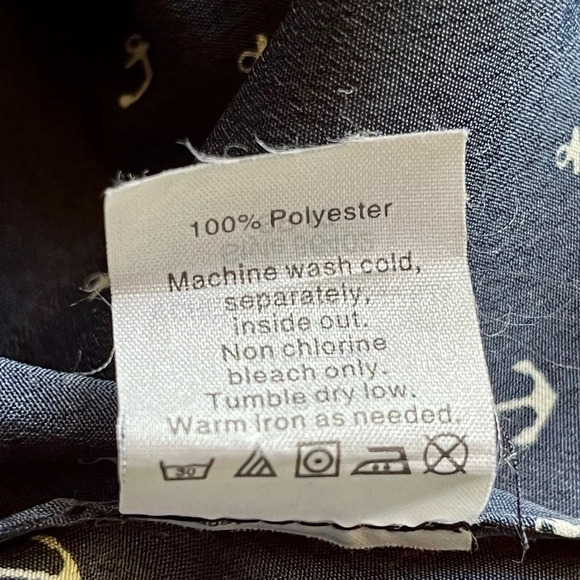 100% Polyester
Machine wash cold,
separately,
inside out.
Non chlorine
bleach only.
Tumble dry low.
Warm iron as needed.
30